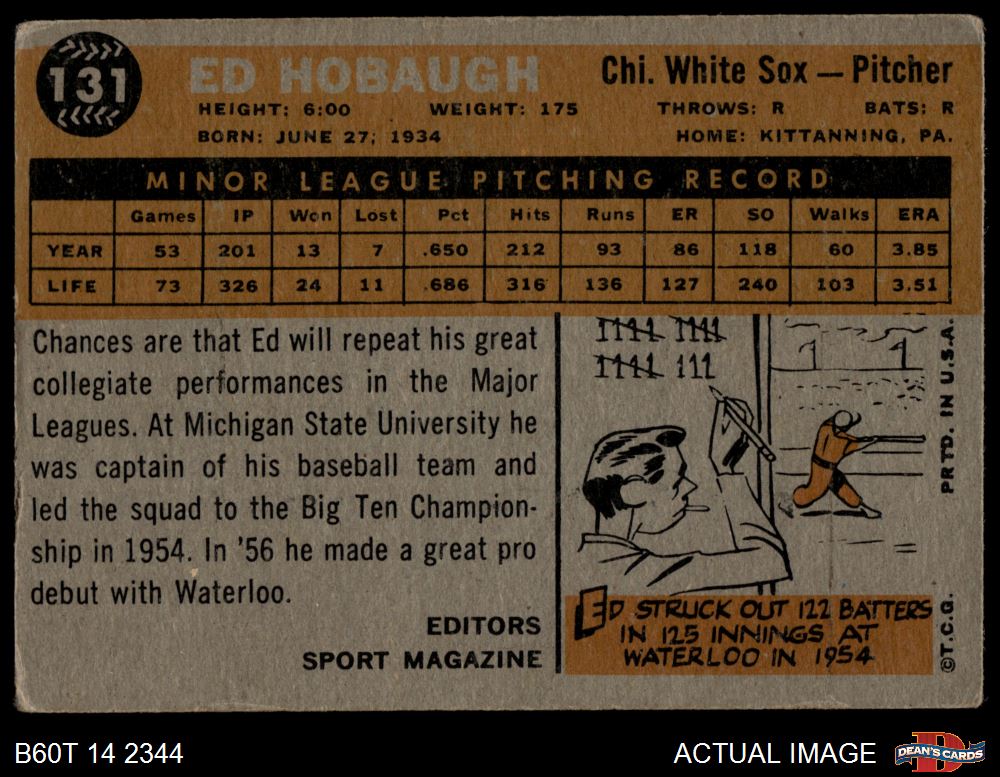 131
ED HOBAUGH
Chi. White Sox — Pitcher
HEIGHT: 6:00 WEIGHT: 175 THROWS: R BATS: R
BORN: JUNE 27, 1934 HOME: KITTANNING, PA.
MINOR LEAGUE PITCHING RECORD
Games IP Won Lost Pct Hits Runs ER SO Walks ERA
YEAR 53 201 13 7 .650 212 93 86 118 60 3.85
LIFE 73 326 24 11 .686 316 136 127 240 103 3.51
Chances are that Ed will repeat his great
collegiate performances in the Major
Leagues. At Michigan State University he
was captain of his baseball team and
led the squad to the Big Ten Champion-
ship in 1954. In '56 he made a great pro
debut with Waterloo.
EDITORS
SPORT MAGAZINE
ED STRUCK OUT 122 BATTERS
IN 125 INNINGS AT
WATERLOO IN 1954
©T.C.G. PRTD. IN U.S.A.
B60T 14 2344
ACTUAL IMAGE
D
DEAN'S CARDS